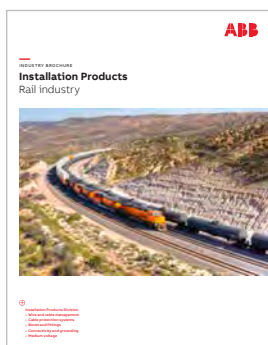 ABB
INDUSTRY BROCHURE
Installation Products
Rail industry
Installation Products Division
– Wire and cable management
– Cable protection systems
– Boxes and fittings
– Connectivity and grounding
– Medium voltage